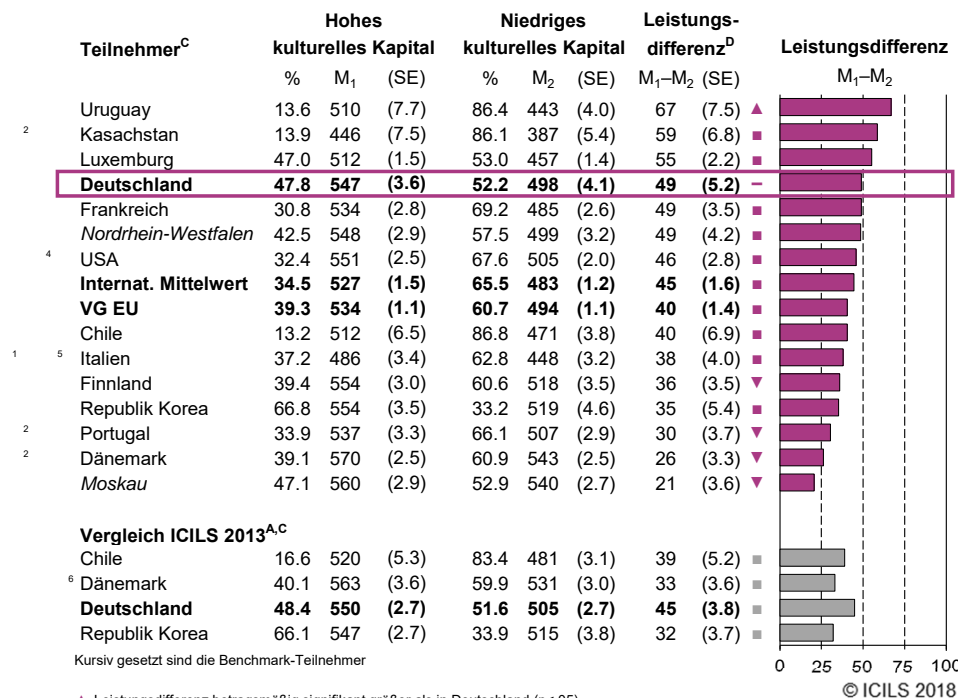 Hohes Niedriges Leistungs-
Teilnehmer^C kulturelles Kapital kulturelles Kapital differenz^D Leistungsdifferenz
% M₁ (SE) % M₂ (SE) M₁–M₂ (SE) M₁–M₂
Uruguay 13.6 510 (7.7) 86.4 443 (4.0) 67 (7.5) ▲
² Kasachstan 13.9 446 (7.5) 86.1 387 (5.4) 59 (6.8) ■
Luxemburg 47.0 512 (1.5) 53.0 457 (1.4) 55 (2.2) ■
Deutschland 47.8 547 (3.6) 52.2 498 (4.1) 49 (5.2) –
Frankreich 30.8 534 (2.8) 69.2 485 (2.6) 49 (3.5) ■
Nordrhein-Westfalen 42.5 548 (2.9) 57.5 499 (3.2) 49 (4.2) ■
⁴ USA 32.4 551 (2.5) 67.6 505 (2.0) 46 (2.8) ■
Internat. Mittelwert 34.5 527 (1.5) 65.5 483 (1.2) 45 (1.6) ■
VG EU 39.3 534 (1.1) 60.7 494 (1.1) 40 (1.4) ■
Chile 13.2 512 (6.5) 86.8 471 (3.8) 40 (6.9) ■
¹ ⁵ Italien 37.2 486 (3.4) 62.8 448 (3.2) 38 (4.0) ■
Finnland 39.4 554 (3.0) 60.6 518 (3.5) 36 (3.5) ▼
Republik Korea 66.8 554 (3.5) 33.2 519 (4.6) 35 (5.4) ■
² Portugal 33.9 537 (3.3) 66.1 507 (2.9) 30 (3.7) ▼
² Dänemark 39.1 570 (2.5) 60.9 543 (2.5) 26 (3.3) ▼
Moskau 47.1 560 (2.9) 52.9 540 (2.7) 21 (3.6) ▼
Vergleich ICILS 2013^A,C
Chile 16.6 520 (5.3) 83.4 481 (3.1) 39 (5.2) ■
⁶ Dänemark 40.1 563 (3.6) 59.9 531 (3.0) 33 (3.6) ■
Deutschland 48.4 550 (2.7) 51.6 505 (2.7) 45 (3.8) ■
Republik Korea 66.1 547 (2.7) 33.9 515 (3.8) 32 (3.7) ■
Kursiv gesetzt sind die Benchmark-Teilnehmer
0 25 50 75 100
© ICILS 2018